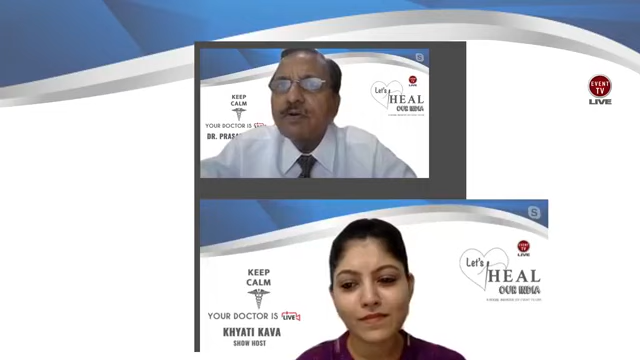 EVENT
TV
LIVE
KEEP
CALM
YOUR DOCTOR IS
DR.
Let's
HEAL
OUR INDIA
EVENT
TV
LIVE
KEEP
CALM
YOUR DOCTOR IS LIVE
KHYATI KAVA
SHOW HOST
Let's
HEAL
OUR INDIA